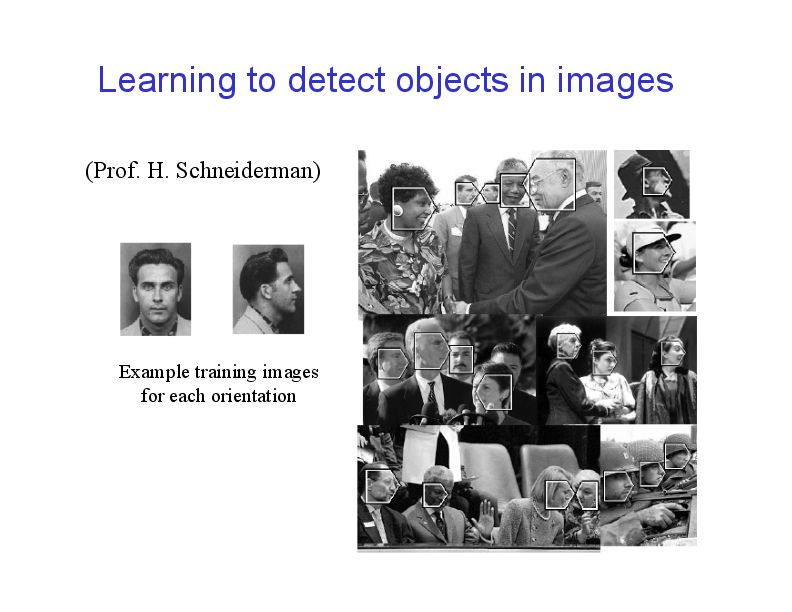 Learning to detect objects in images
(Prof. H. Schneiderman)
Example training images
for each orientation